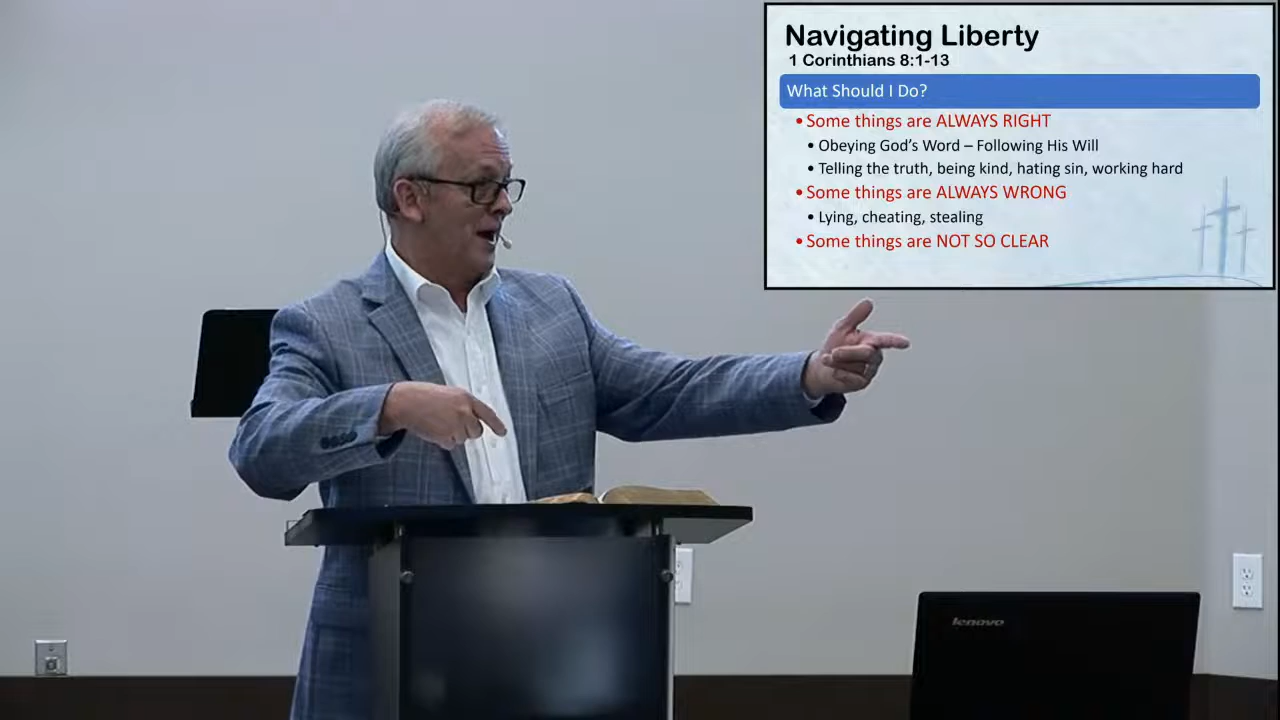 Navigating Liberty
1 Corinthians 8:1-13
What Should I Do?
• Some things are ALWAYS RIGHT
• Obeying God's Word – Following His Will
• Telling the truth, being kind, hating sin, working hard
• Some things are ALWAYS WRONG
• Lying, cheating, stealing
• Some things are NOT SO CLEAR
lenovo